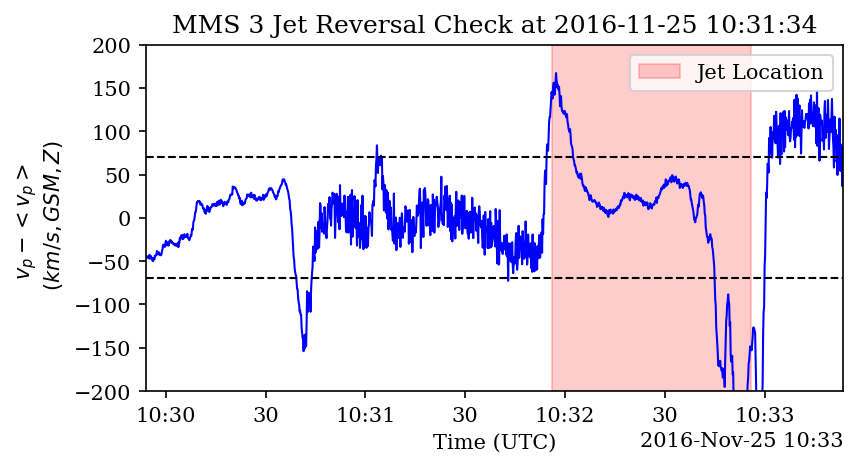 MMS 3 Jet Reversal Check at 2016-11-25 10:31:34
200
150
100
50
0
−50
−100
−150
−200
v_p − < v_p >
(km/s, GSM, Z)
Jet Location
10:30 30 10:31 30 10:32 30 10:33
Time (UTC)
2016-Nov-25 10:33